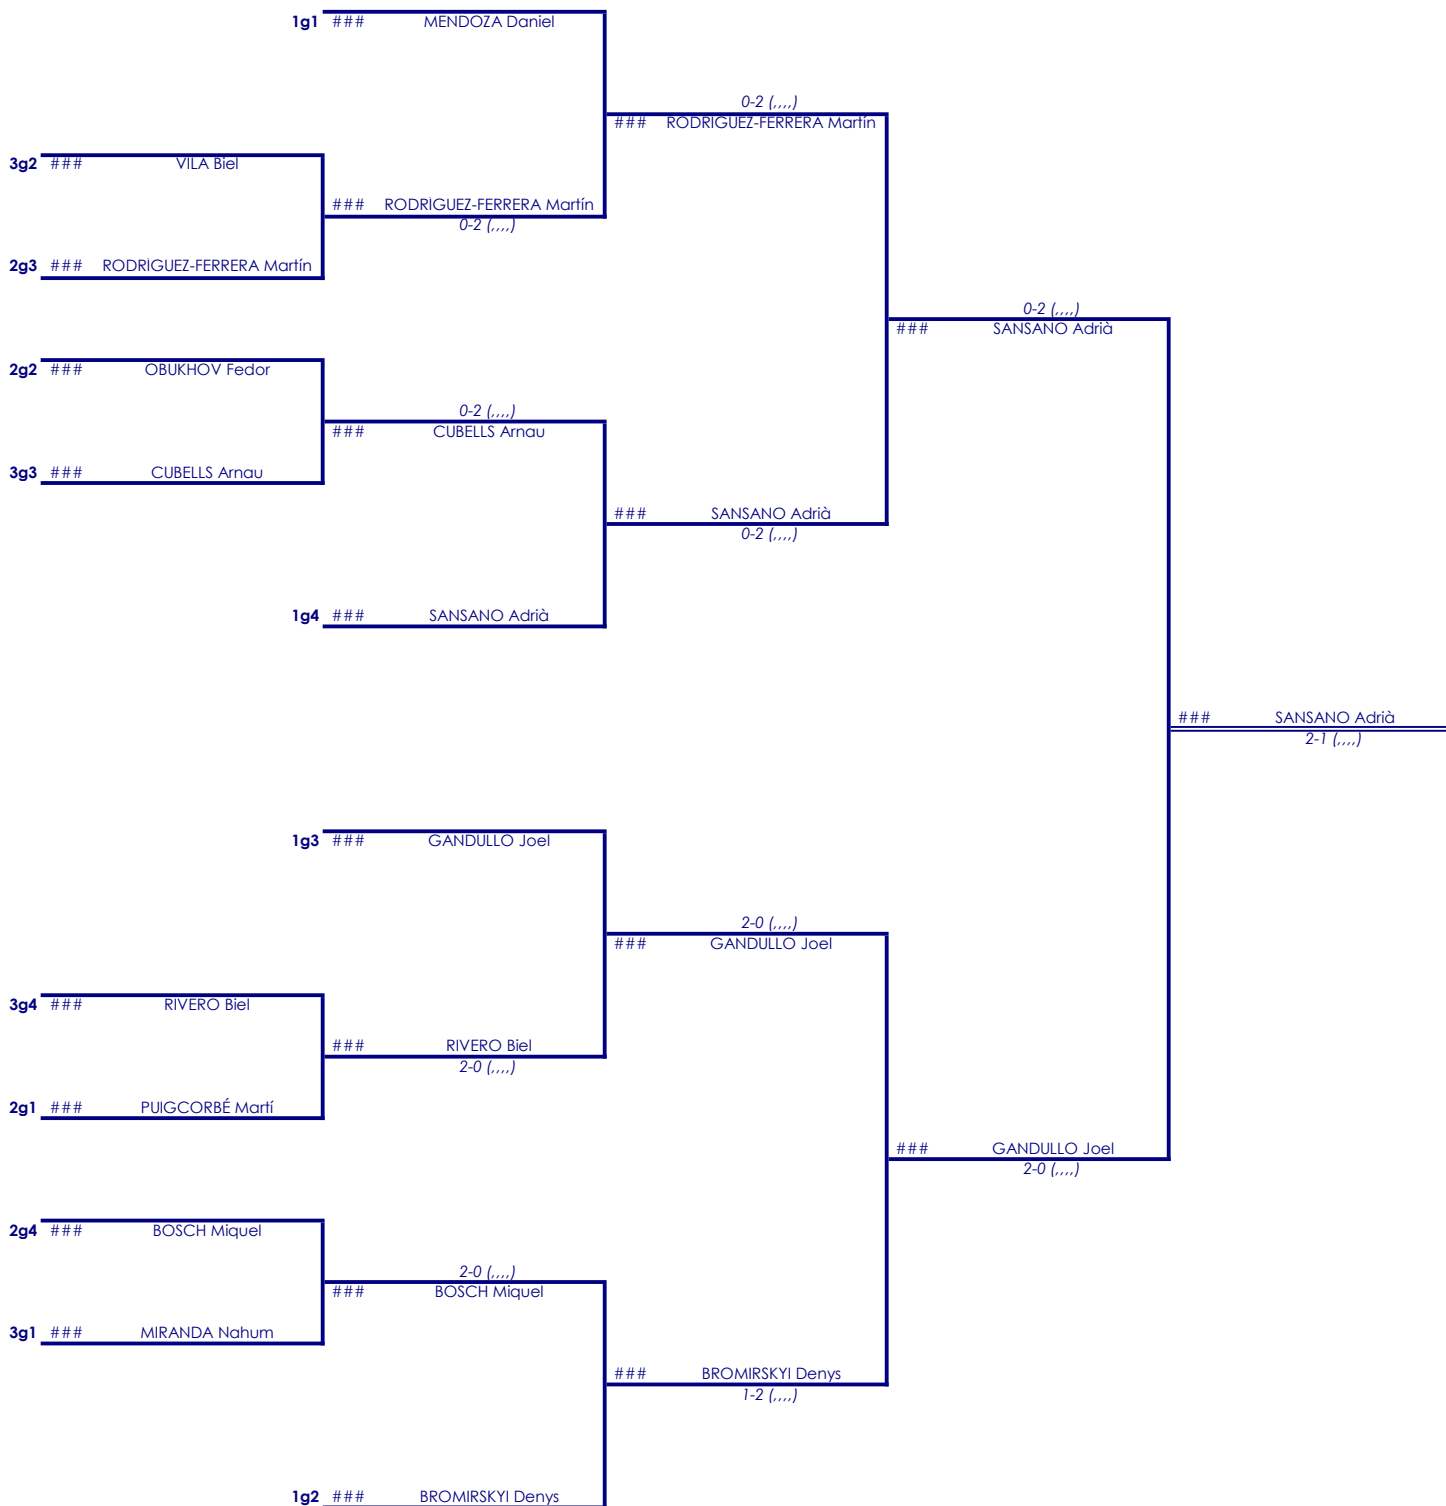 1g1 ### MENDOZA Daniel
0-2 (,,,,)
### RODRÍGUEZ-FERRERA Martín
3g2 ### VILA Biel
### RODRÍGUEZ-FERRERA Martín
0-2 (,,,,)
2g3 ### RODRÍGUEZ-FERRERA Martín
0-2 (,,,,)
### SANSANO Adrià
2g2 ### OBUKHOV Fedor
0-2 (,,,,)
### CUBELLS Arnau
3g3 ### CUBELLS Arnau
### SANSANO Adrià
0-2 (,,,,)
1g4 ### SANSANO Adrià
### SANSANO Adrià
2-1 (,,,,)
1g3 ### GANDULLO Joel
2-0 (,,,,)
### GANDULLO Joel
3g4 ### RIVERO Biel
### RIVERO Biel
2-0 (,,,,)
2g1 ### PUIGCORBÉ Martí
### GANDULLO Joel
2-0 (,,,,)
2g4 ### BOSCH Miquel
2-0 (,,,,)
### BOSCH Miquel
3g1 ### MIRANDA Nahum
### BROMIRSKYI Denys
1-2 (,,,,)
1g2 ### BROMIRSKYI Denys